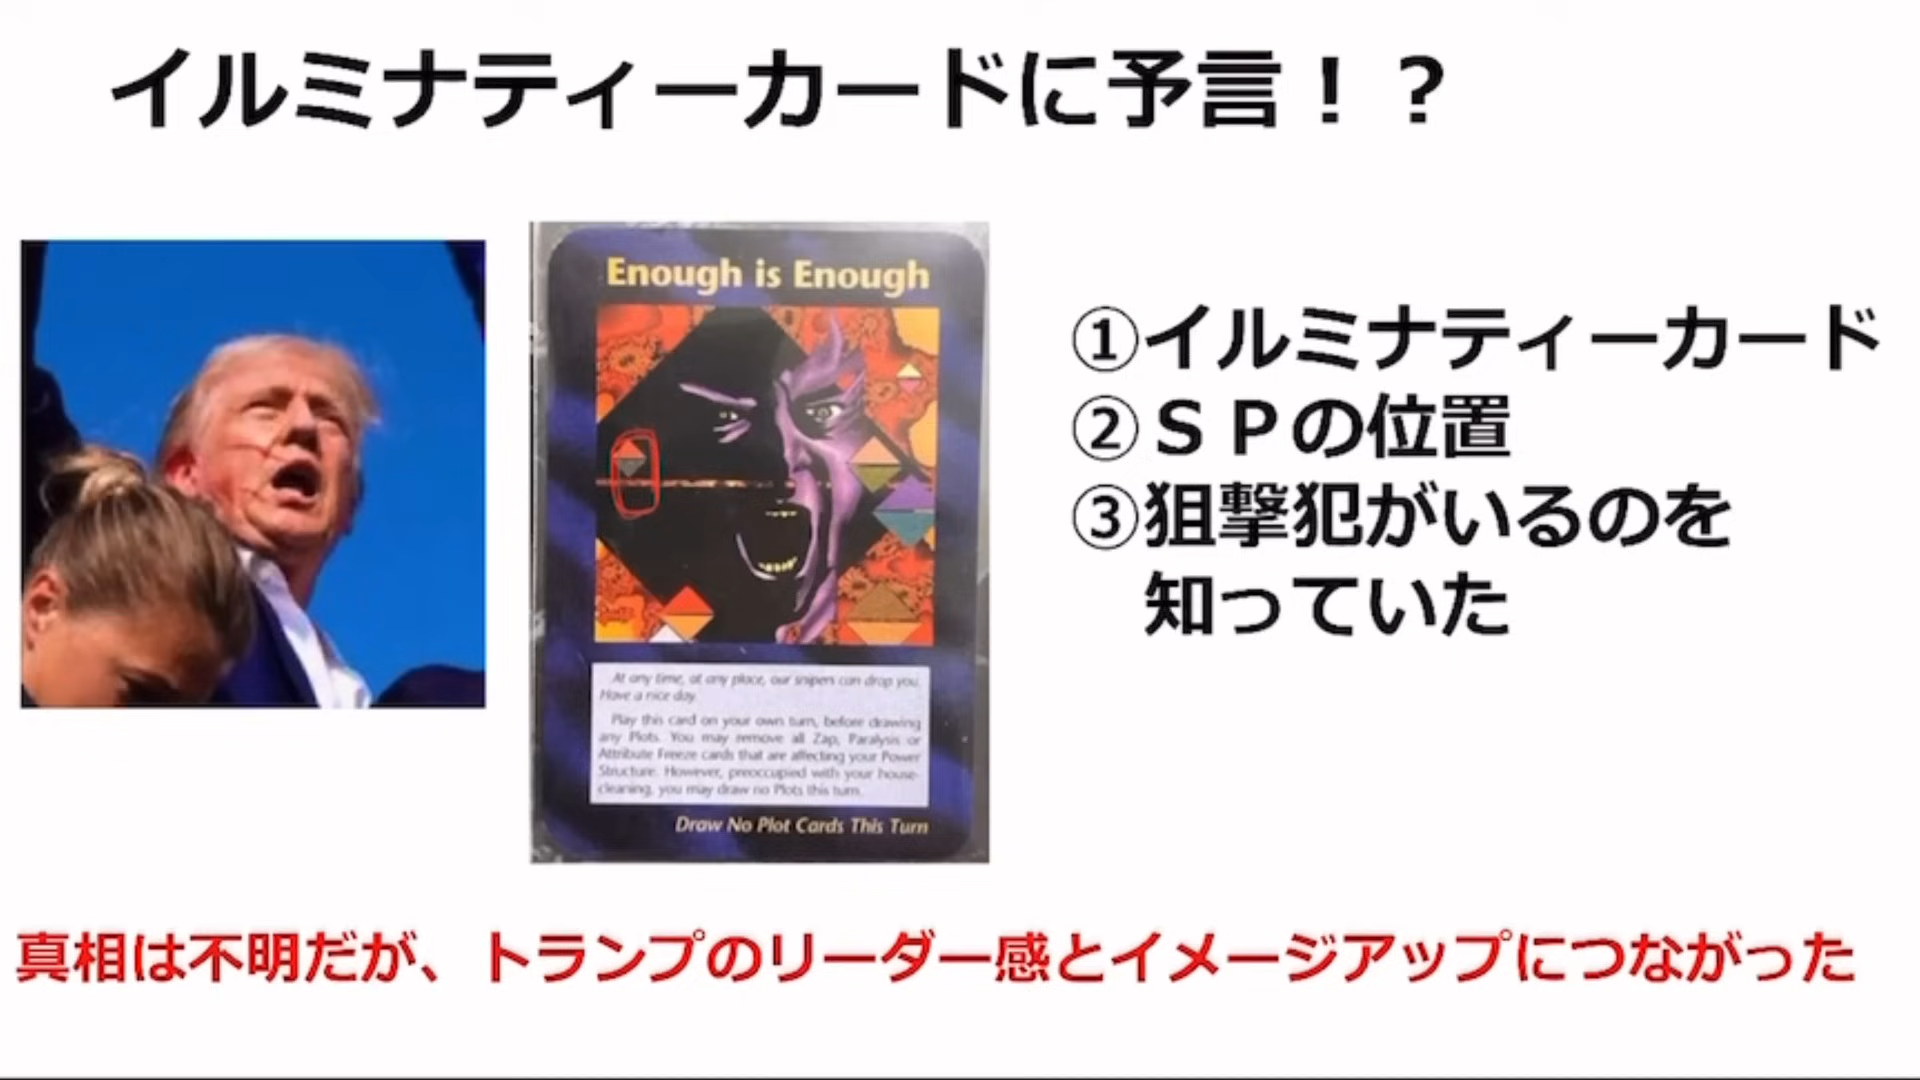 イルミナティーカードに予言！？
Enough is Enough
At any time, at any place, our snipers can drop you.
Have a nice day.
Play this card on your own turn, before drawing
any Plots. You may remove all Zap, Paralysis or
Attribute Freeze cards that are affecting your Power
Structure. However, preoccupied with your house-
cleaning, you may draw no Plots this turn.
Draw No Plot Cards This Turn
①イルミナティーカード
②ＳＰの位置
③狙撃犯がいるのを
知っていた
真相は不明だが、トランプのリーダー感とイメージアップにつながった